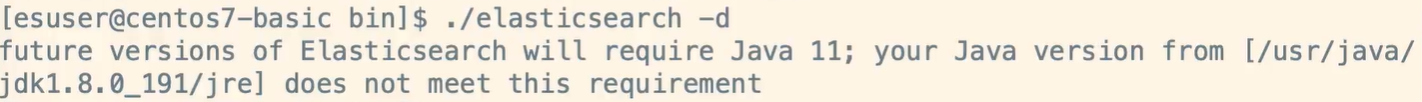 [esuser@centos7-basic bin]$ ./elasticsearch -d
future versions of Elasticsearch will require Java 11; your Java version from [/usr/java/
jdk1.8.0_191/jre] does not meet this requirement